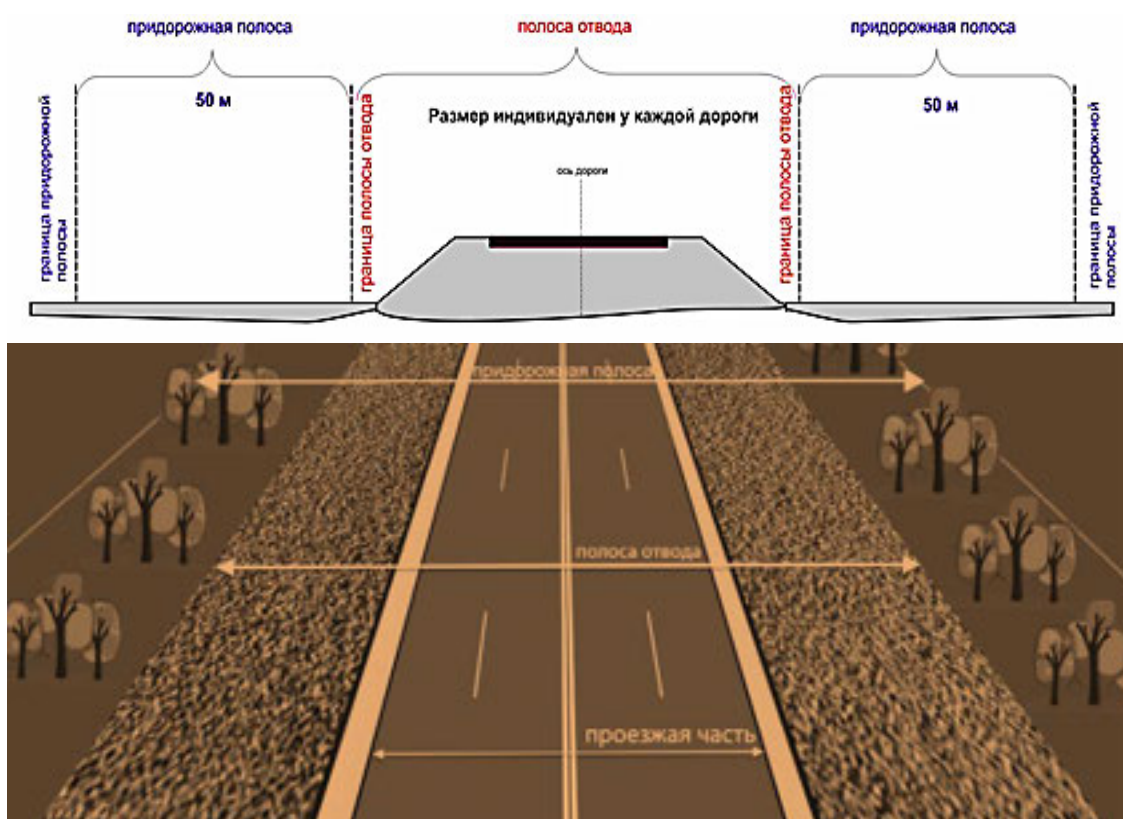 придорожная полоса
полоса отвода
придорожная полоса
50 м
50 м
Размер индивидуален у каждой дороги
ось дороги
граница придорожной
полосы
граница полосы отвода
граница полосы отвода
граница придорожной
полосы
придорожная полоса
полоса отвода
проезжая часть